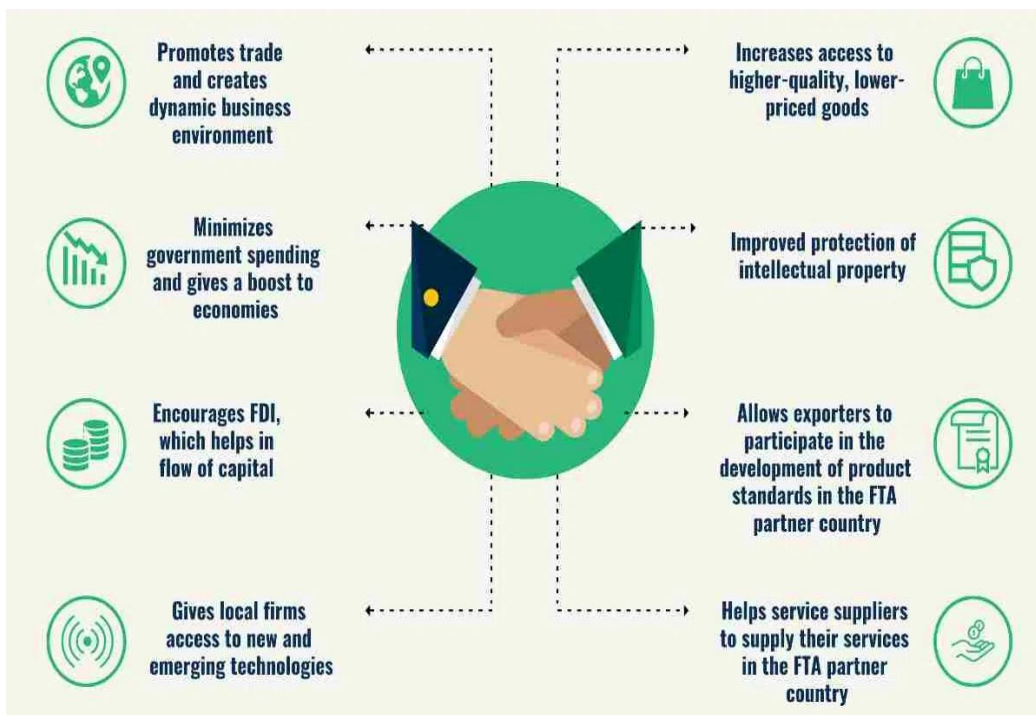 Promotes trade
and creates
dynamic business
environment
Minimizes
government spending
and gives a boost to
economies
Encourages FDI,
which helps in
flow of capital
Gives local firms
access to new and
emerging technologies
Increases access to
higher-quality, lower-
priced goods
Improved protection of
intellectual property
Allows exporters to
participate in the
development of product
standards in the FTA
partner country
Helps service suppliers
to supply their services
in the FTA partner
country